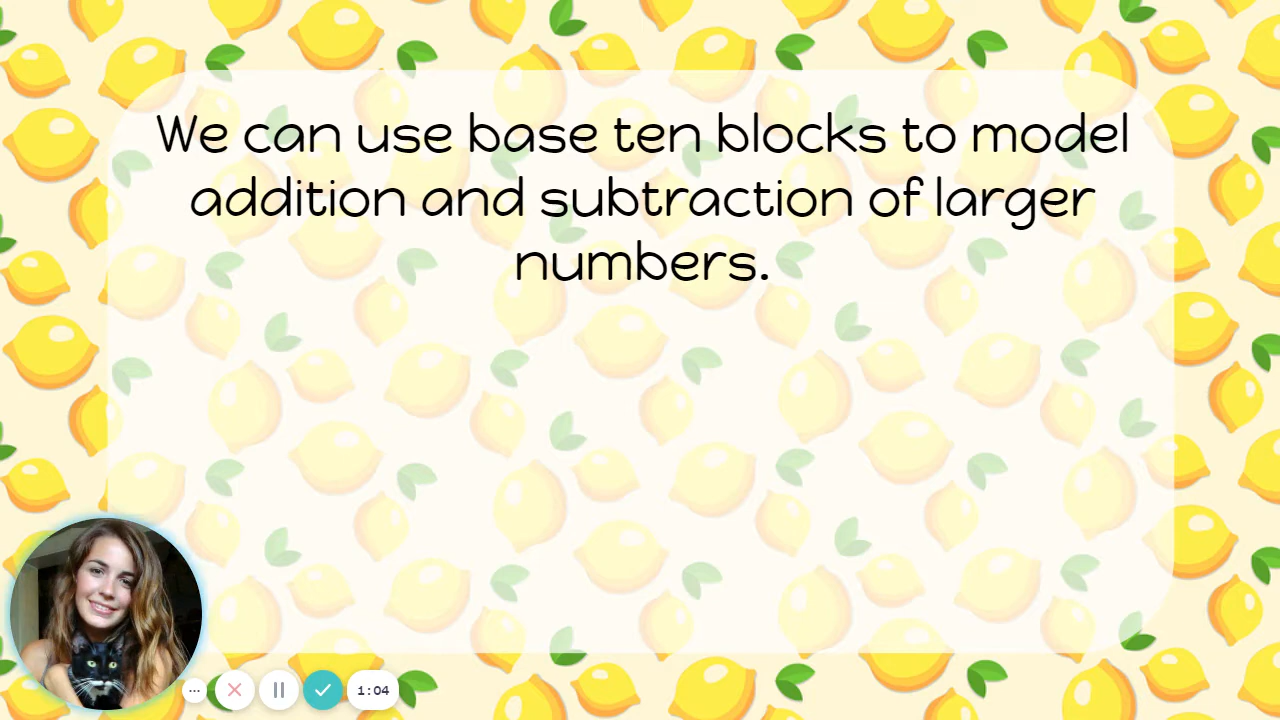 We can use base ten blocks to model
addition and subtraction of larger
numbers.
1:04